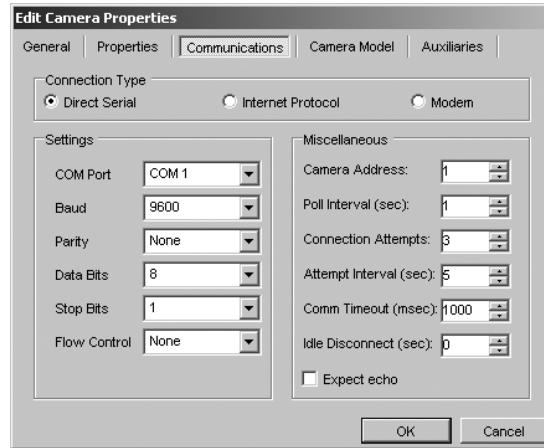 Edit Camera Properties
General Properties Communications Camera Model Auxiliaries
Connection Type
Direct Serial Internet Protocol Modem
Settings
COM Port COM 1
Baud 9600
Parity None
Data Bits 8
Stop Bits 1
Flow Control None
Miscellaneous
Camera Address: 1
Poll Interval (sec): 1
Connection Attempts: 3
Attempt Interval (sec): 5
Comm Timeout (msec): 1000
Idle Disconnect (sec): 0
Expect echo
OK Cancel